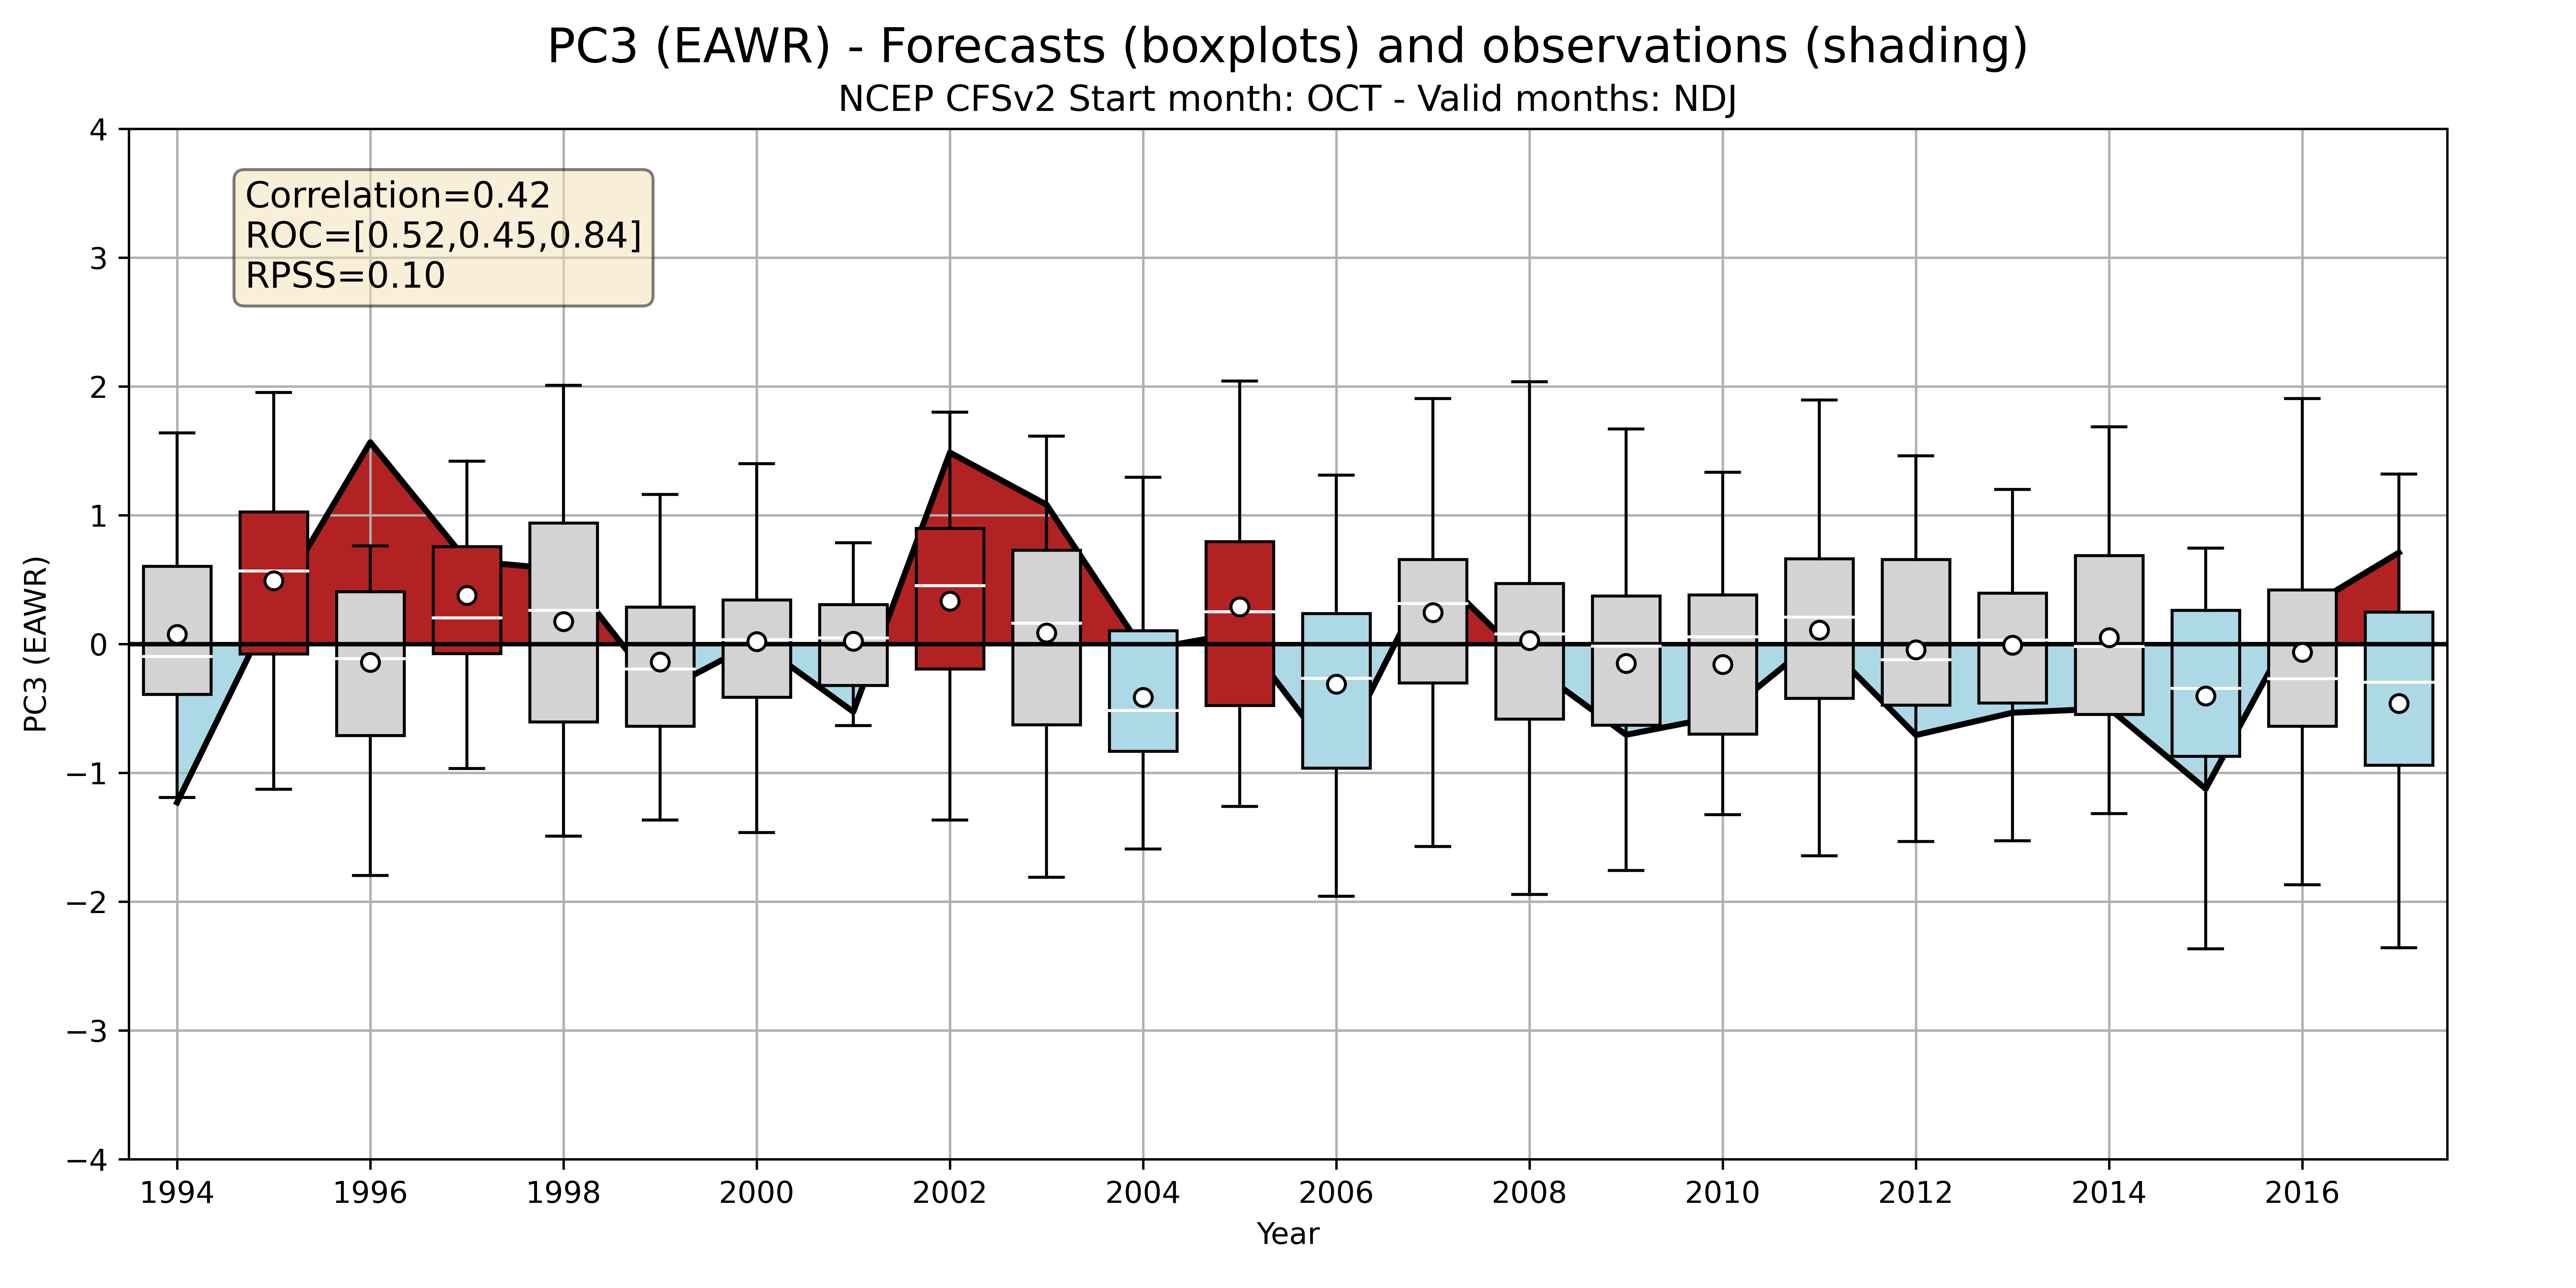 PC3 (EAWR) - Forecasts (boxplots) and observations (shading)
NCEP CFSv2 Start month: OCT - Valid months: NDJ
Correlation=0.42
ROC=[0.52,0.45,0.84]
RPSS=0.10
PC3 (EAWR)
4
3
2
1
0
−1
−2
−3
−4
1994 1996 1998 2000 2002 2004 2006 2008 2010 2012 2014 2016
Year